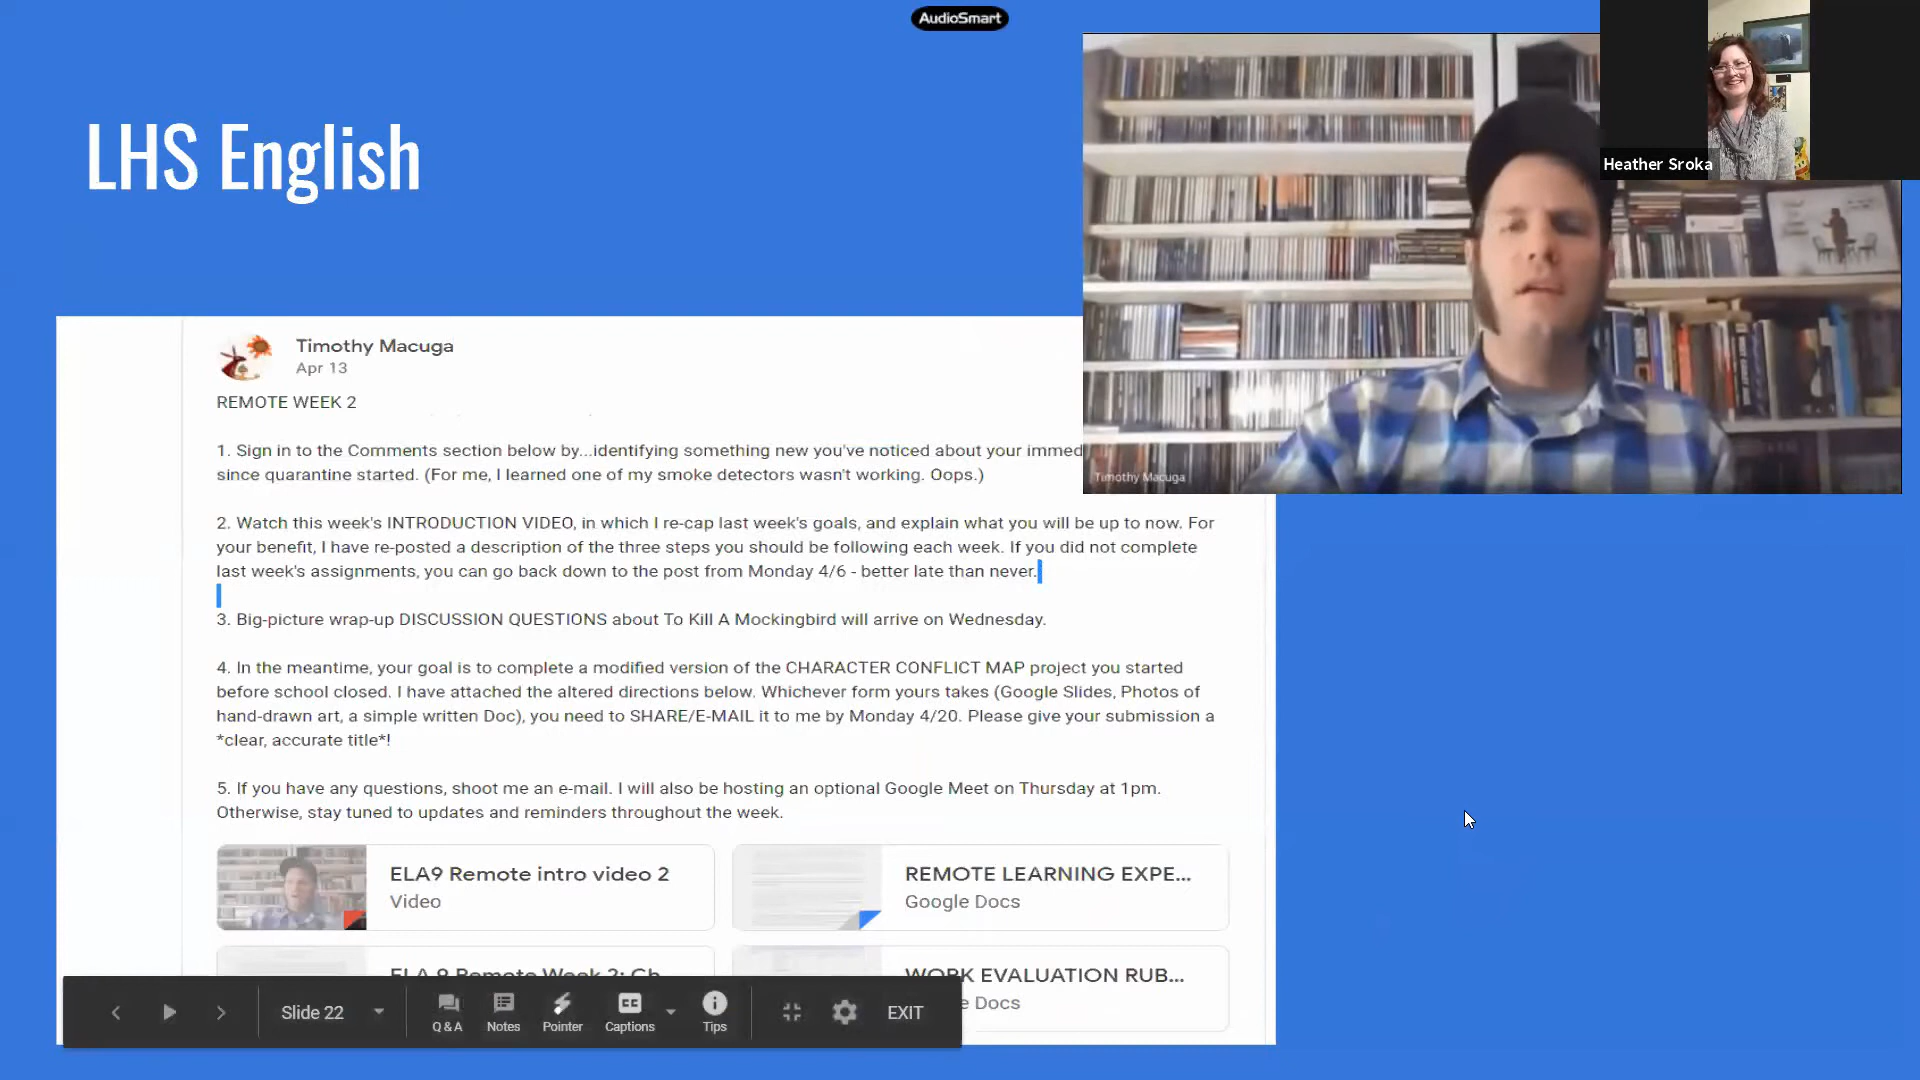 AudioSmart
LHS English
Heather Sroka
Timothy Macuga
Timothy Macuga
Apr 13
REMOTE WEEK 2
1. Sign in to the Comments section below by...identifying something new you've noticed about your immed
since quarantine started. (For me, I learned one of my smoke detectors wasn't working. Oops.)
2. Watch this week's INTRODUCTION VIDEO, in which I re-cap last week's goals, and explain what you will be up to now. For
your benefit, I have re-posted a description of the three steps you should be following each week. If you did not complete
last week's assignments, you can go back down to the post from Monday 4/6 - better late than never.
3. Big-picture wrap-up DISCUSSION QUESTIONS about To Kill A Mockingbird will arrive on Wednesday.
4. In the meantime, your goal is to complete a modified version of the CHARACTER CONFLICT MAP project you started
before school closed. I have attached the altered directions below. Whichever form yours takes (Google Slides, Photos of
hand-drawn art, a simple written Doc), you need to SHARE/E-MAIL it to me by Monday 4/20. Please give your submission a
*clear, accurate title*!
5. If you have any questions, shoot me an e-mail. I will also be hosting an optional Google Meet on Thursday at 1pm.
Otherwise, stay tuned to updates and reminders throughout the week.
ELA9 Remote intro video 2
Video
REMOTE LEARNING EXPE...
Google Docs
ELA 9 Remote Week 2: Ch
WORK EVALUATION RUB...
e Docs
Slide 22
Q & A
Notes
Pointer
Captions
Tips
EXIT